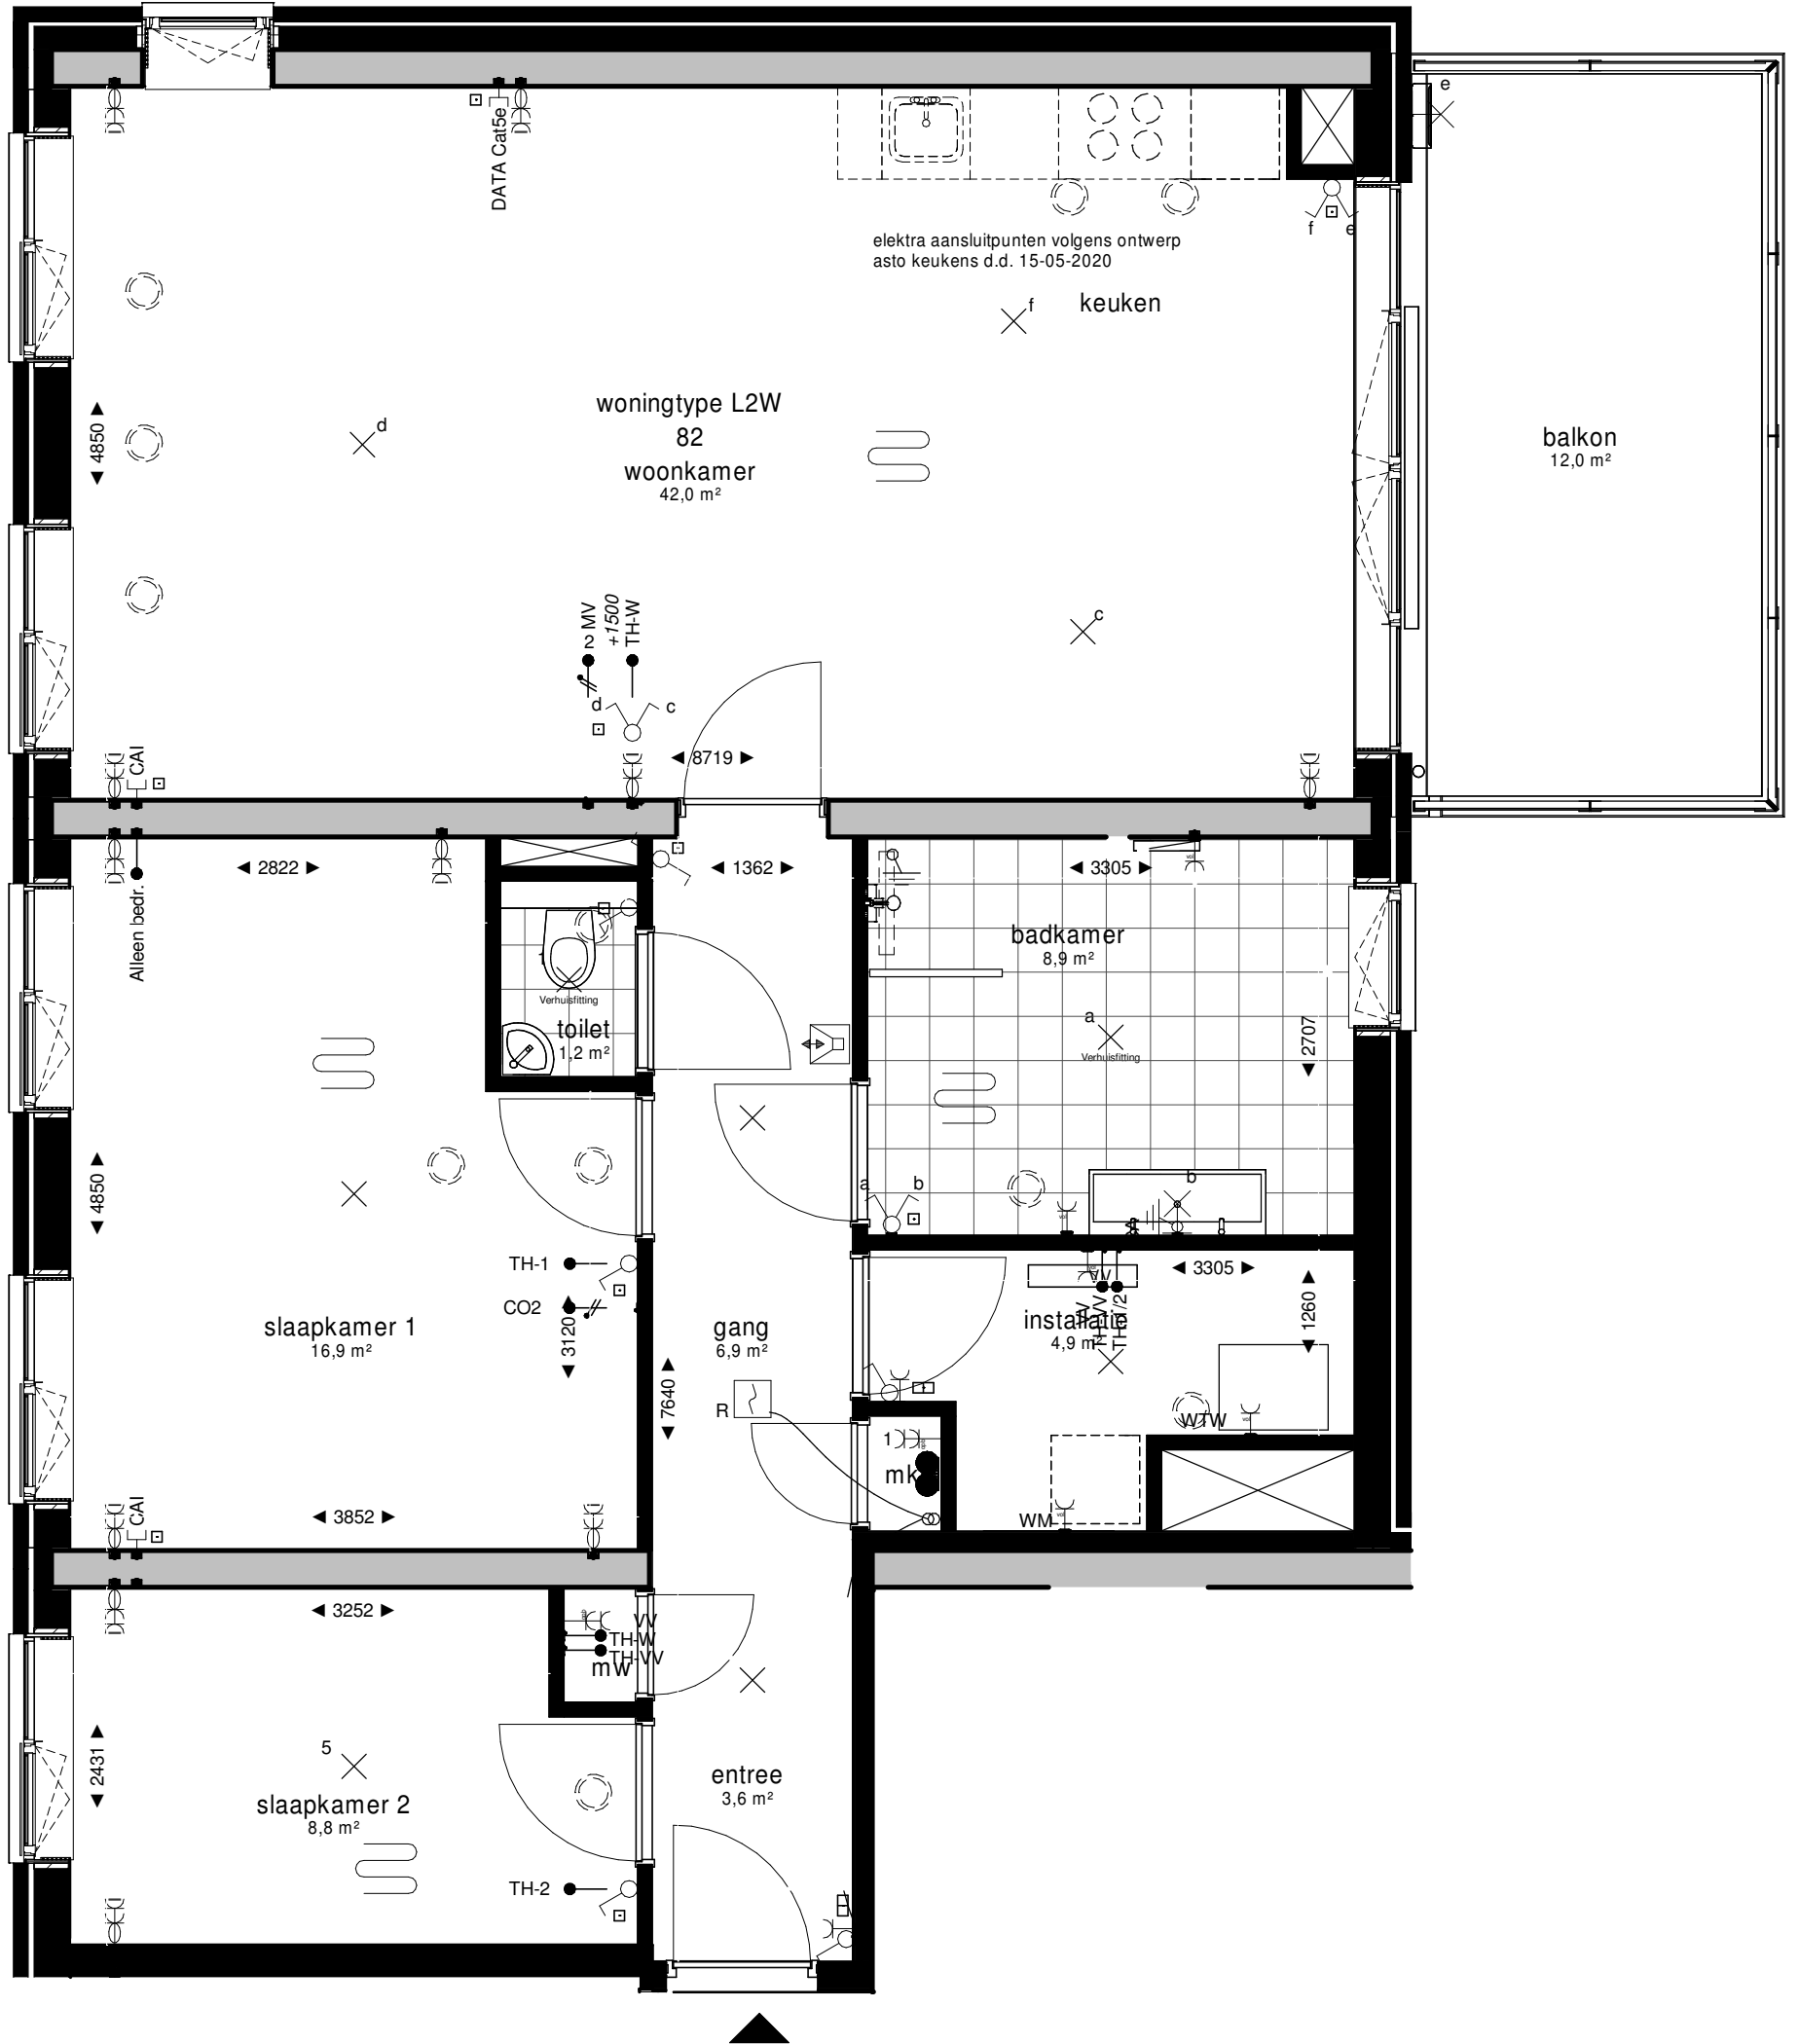 e
DATA Cat5e
f e
elektra aansluitpunten volgens ontwerp
asto keukens d.d. 15-05-2020
f
keuken
woningtype L2W
82
woonkamer
42,0 m²
d
◄ 4850 ►
balkon
12,0 m²
c
2 MV
+1500
TH-W
d c
◄ 8719 ►
CAI
◄ 2822 ►
◄ 1362 ►
◄ 3305 ►
Alleen bedr.
badkamer
8,9 m²
Verhuisfitting
toilet
1,2 m²
a
Verhuisfitting
◄ 2707 ►
◄ 4850 ►
a b
b
TH-1
CO2
◄ 3120 ►
◄ 3305 ►
◄ 1260 ►
VV
installatie
4,9 m²
slaapkamer 1
16,9 m²
gang
6,9 m²
◄ 7640 ►
R
WTW
1
mk
WM
CAI
◄ 3852 ►
◄ 3252 ►
VV
TH-W
TH-VV
mw
◄ 2431 ►
5
slaapkamer 2
8,8 m²
entree
3,6 m²
TH-2